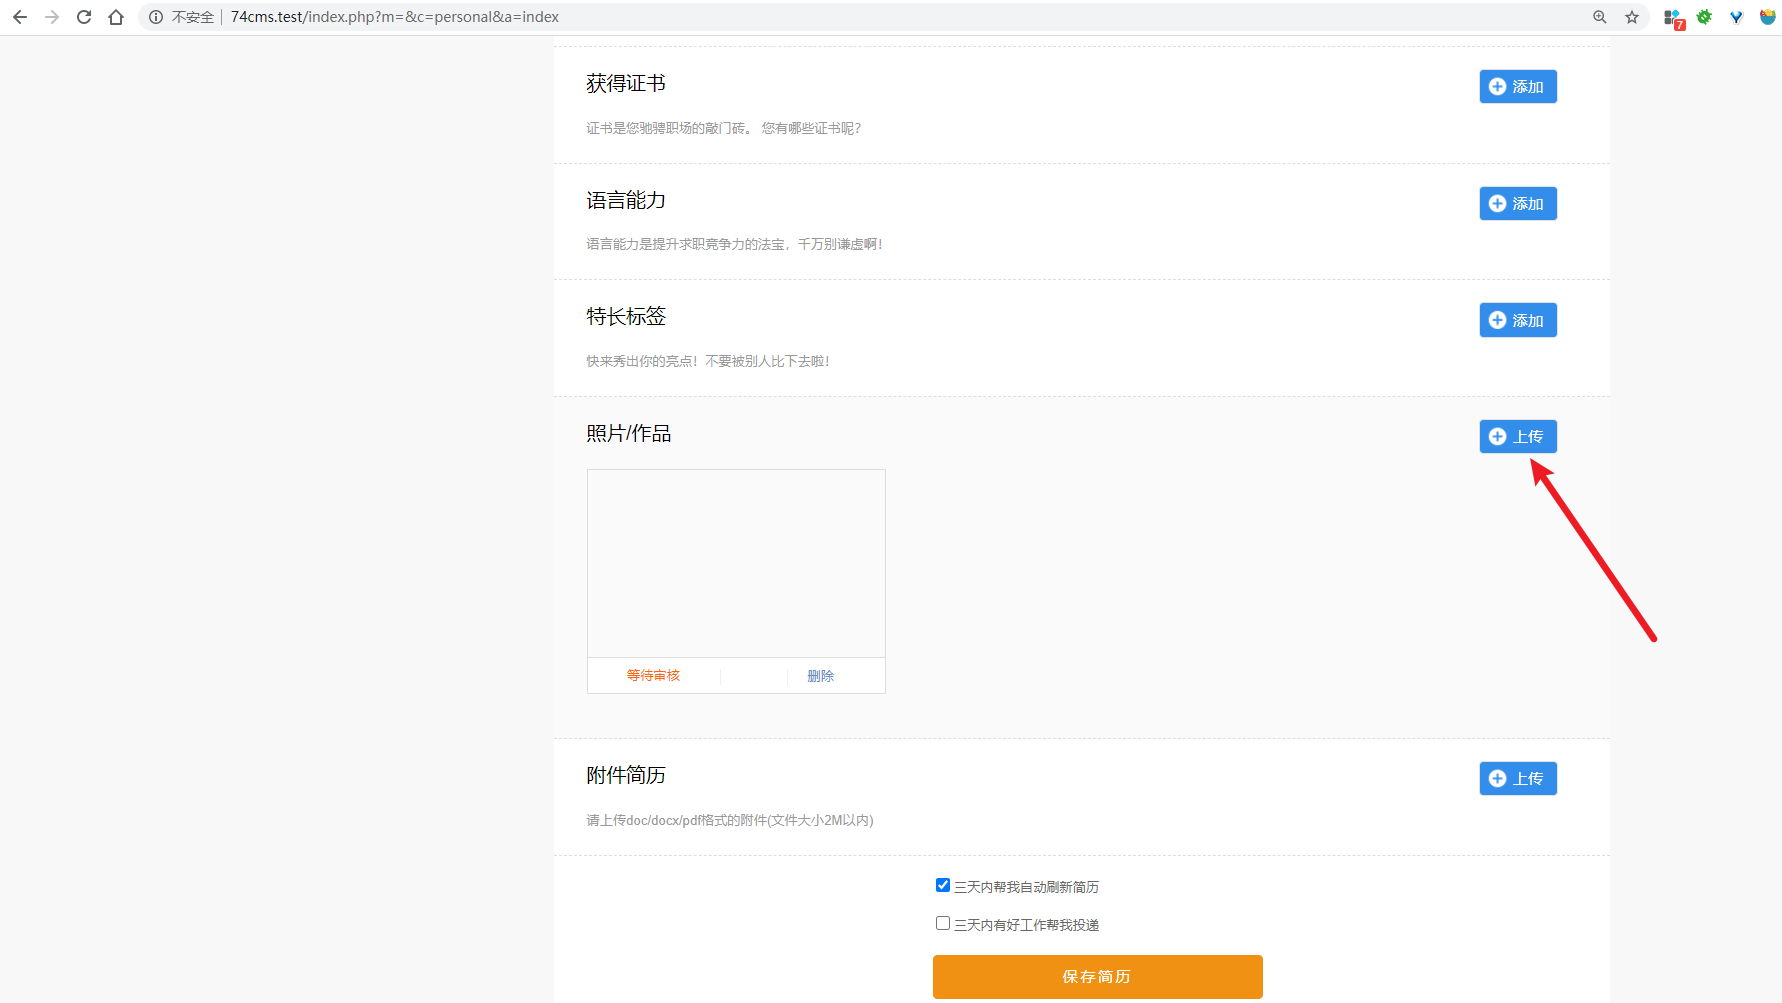 不安全 74cms.test/index.php?m=&c=personal&a=index
7
获得证书
添加
证书是您驰骋职场的敲门砖。 您有哪些证书呢?
语言能力
添加
语言能力是提升求职竞争力的法宝，千万别谦虚啊!
特长标签
添加
快来秀出你的亮点! 不要被别人比下去啦!
照片/作品
上传
等待审核 删除
附件简历
上传
请上传doc/docx/pdf格式的附件(文件大小2M以内)
三天内帮我自动刷新简历
三天内有好工作帮我投递
保存简历